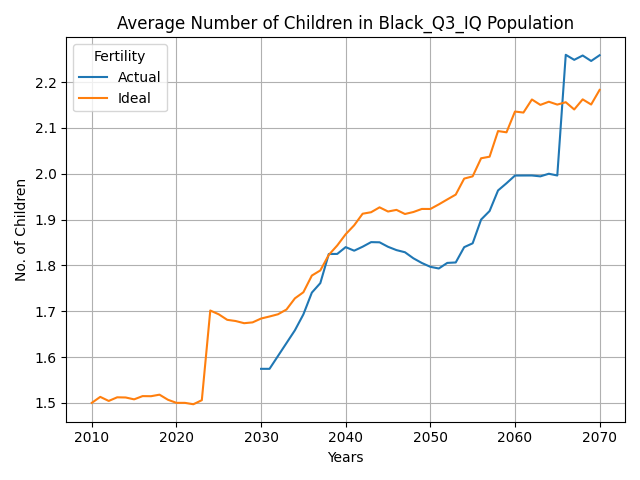 Average Number of Children in Black_Q3_IQ Population
Fertility
Actual
Ideal
No. of Children
2.2
2.1
2.0
1.9
1.8
1.7
1.6
1.5
2010 2020 2030 2040 2050 2060 2070
Years